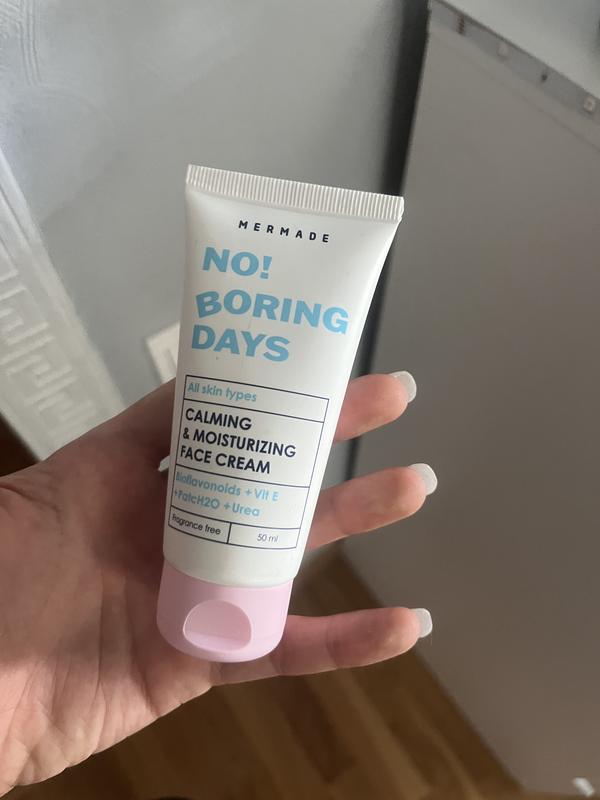 MERMADE
NO!
BORING
DAYS
All skin types
CALMING
& MOISTURIZING
FACE CREAM
Bioflavonoids + Vit E
+PatcH2O +Urea
Fragrance free
50 ml